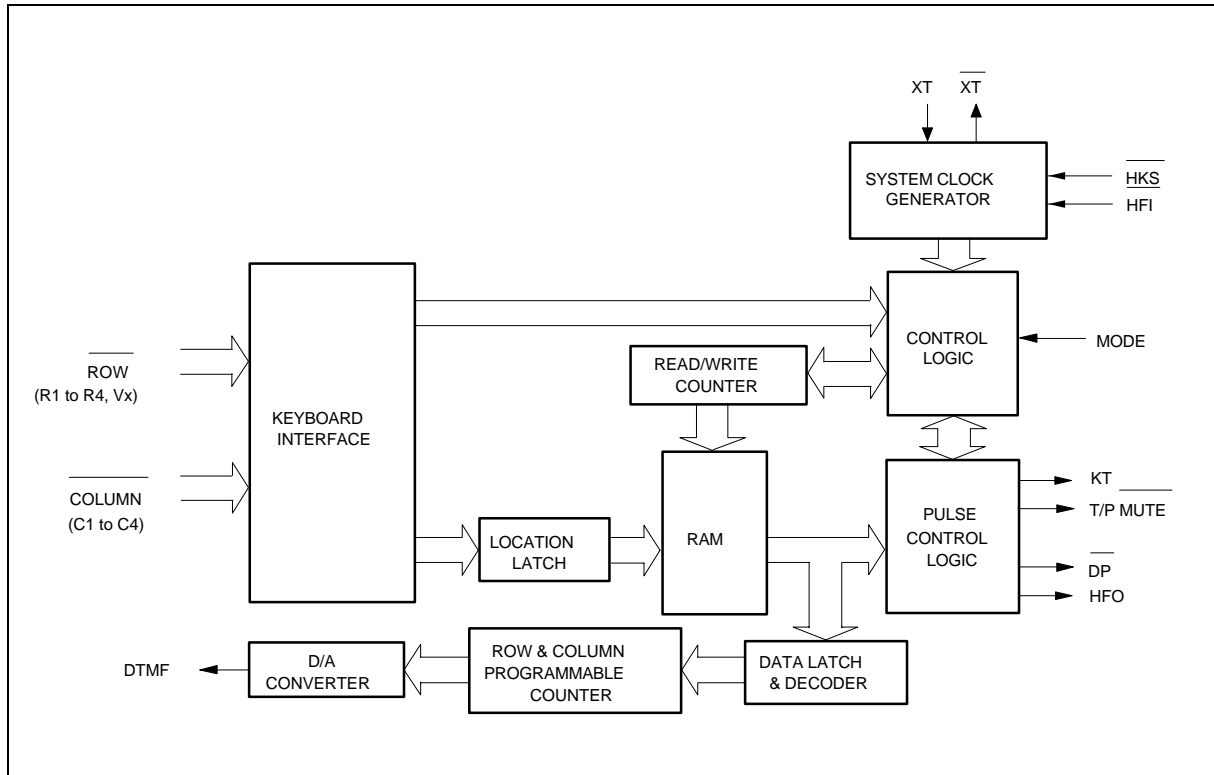 XT XT
SYSTEM CLOCK
GENERATOR
HKS
HFI
ROW
(R1 to R4, Vx)
COLUMN
(C1 to C4)
KEYBOARD
INTERFACE
READ/WRITE
COUNTER
CONTROL
LOGIC
MODE
LOCATION
LATCH
RAM
PULSE
CONTROL
LOGIC
KT
T/P MUTE
DP
HFO
DTMF
D/A
CONVERTER
ROW & COLUMN
PROGRAMMABLE
COUNTER
DATA LATCH
& DECODER